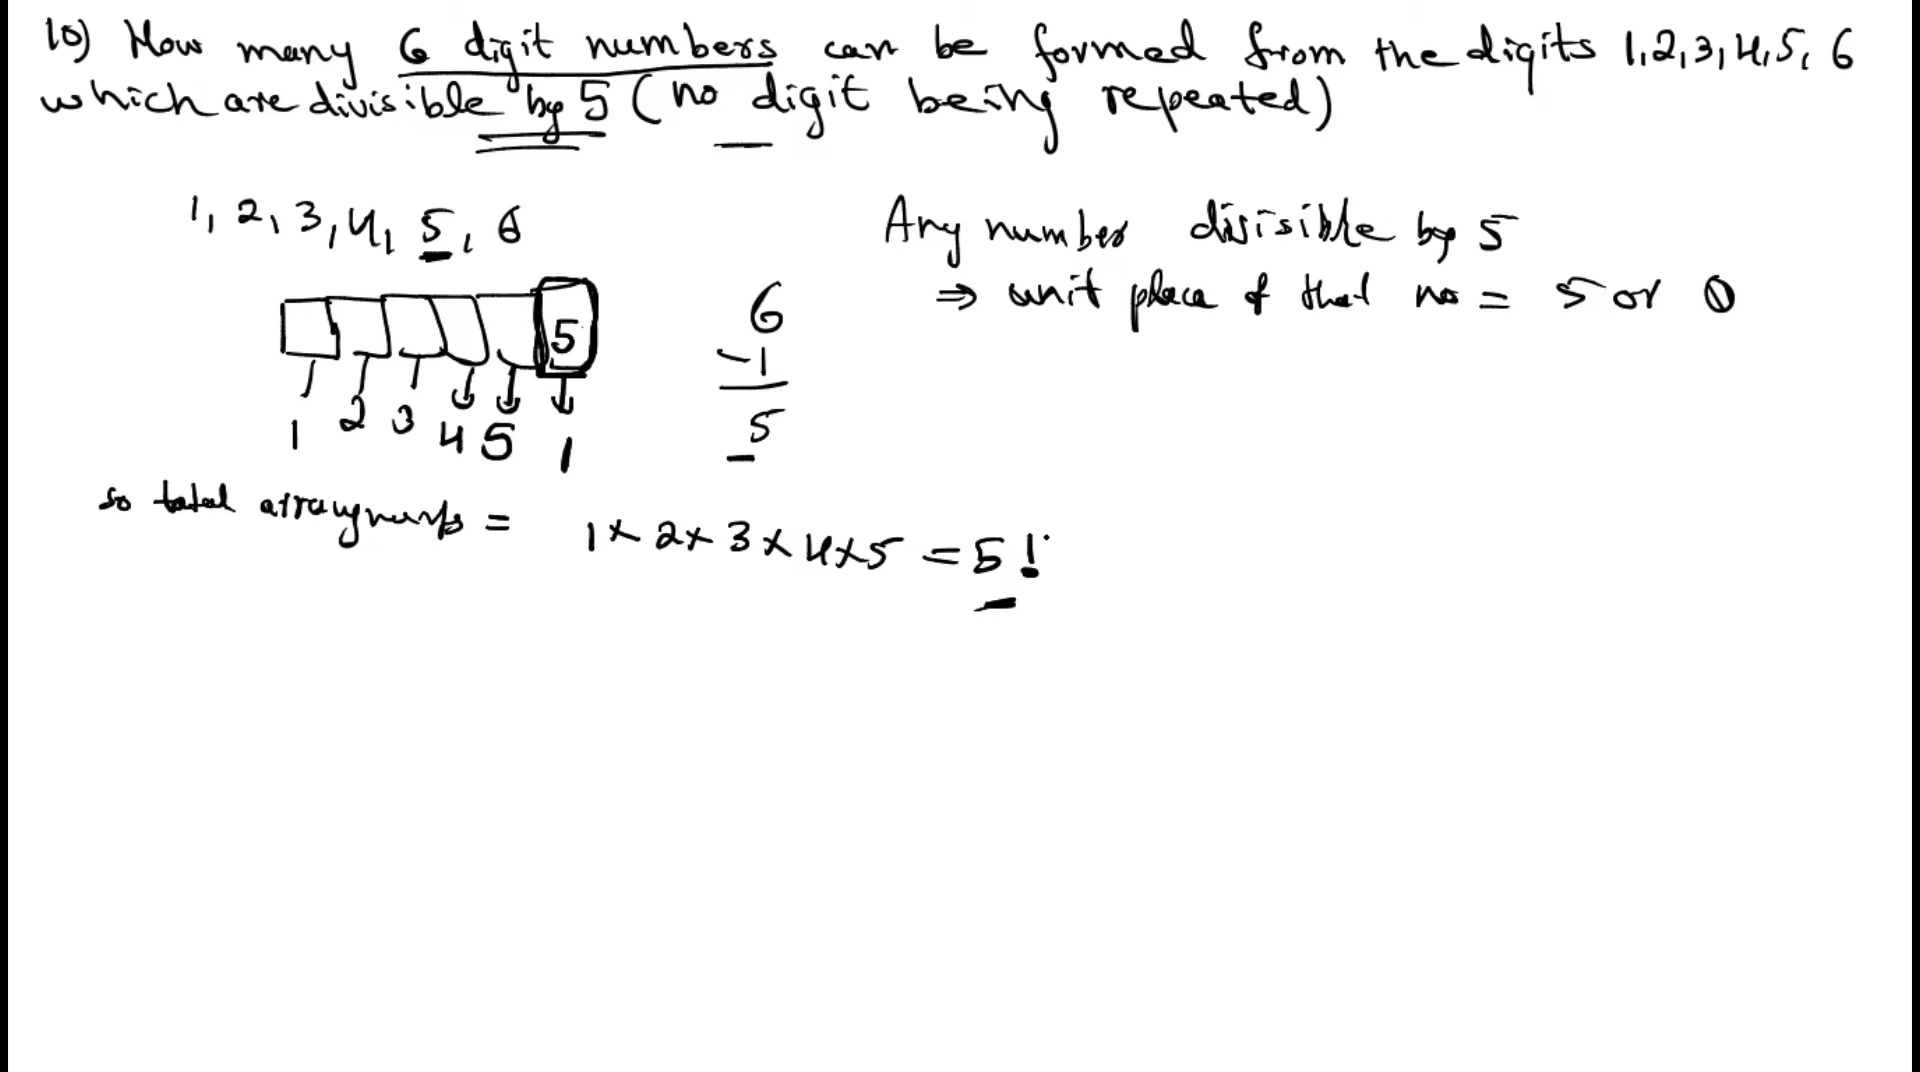 10) How many 6 digit numbers can be formed from the digits 1,2,3,4,5,6
which are divisible by 5 (no digit being repeated)
1, 2, 3, 4, 5, 6
Any number divisible by 5
⇒ unit place of that no = 5 or 0
5
1 2 3 4 5 1
6
-1
5
so total arrangements =
1 × 2 × 3 × 4 × 5 = 5!